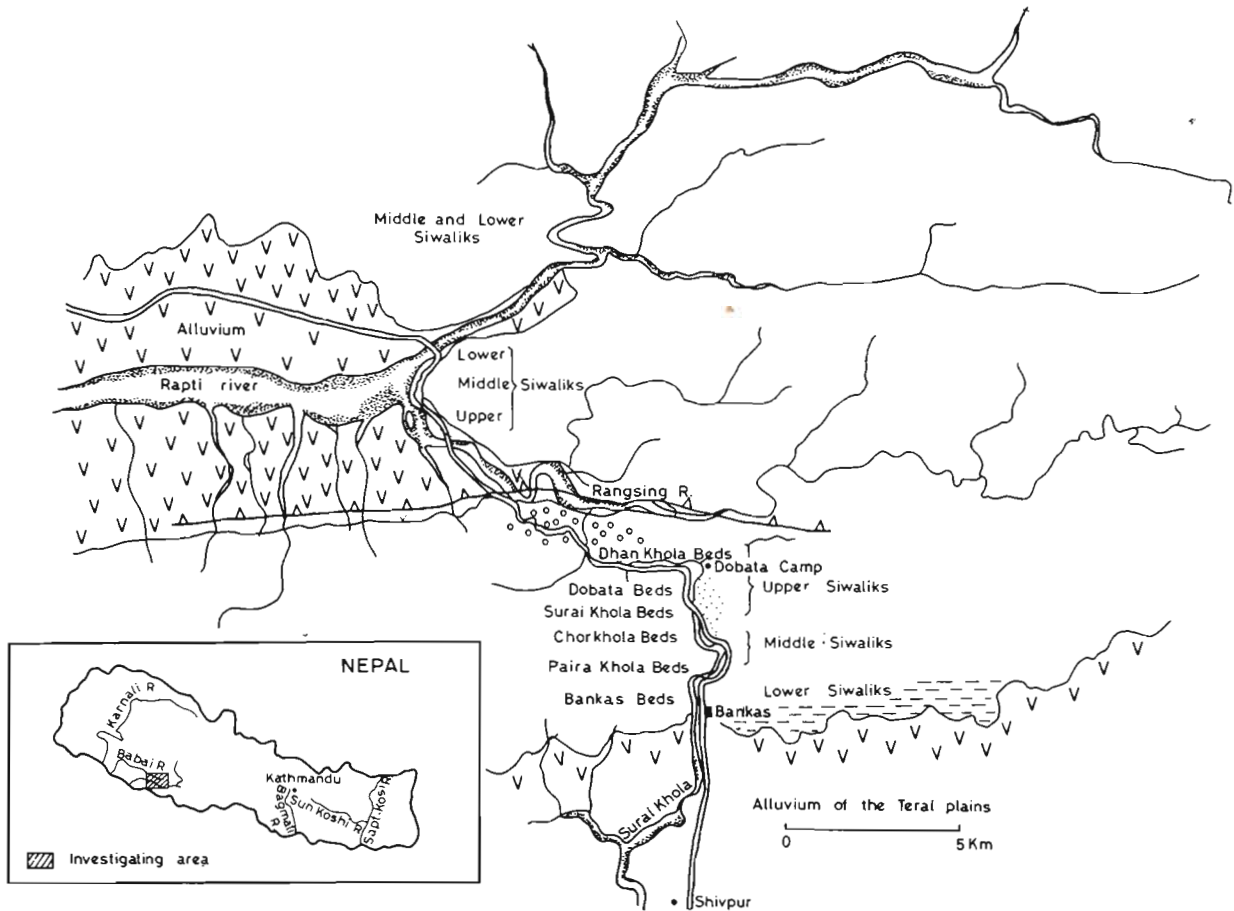 Middle and Lower
Siwaliks
Alluvium
Rapti river
Lower
Middle Siwaliks
Upper
Rangsing R.
Dhan Khola Beds
Dobata Camp
Dobata Beds
Upper Siwaliks
Surai Khola Beds
Chorkhola Beds
Middle Siwaliks
Paira Khola Beds
Bankas Beds
Lower Siwaliks
Bankas
Surai Khola
Alluvium of the Teral plains
0 5 Km
Shivpur
NEPAL
Karnali R
Babai R
Kathmandu
Bagmati R
Sun Koshi R
Sapt. Kosi R
Investigating area